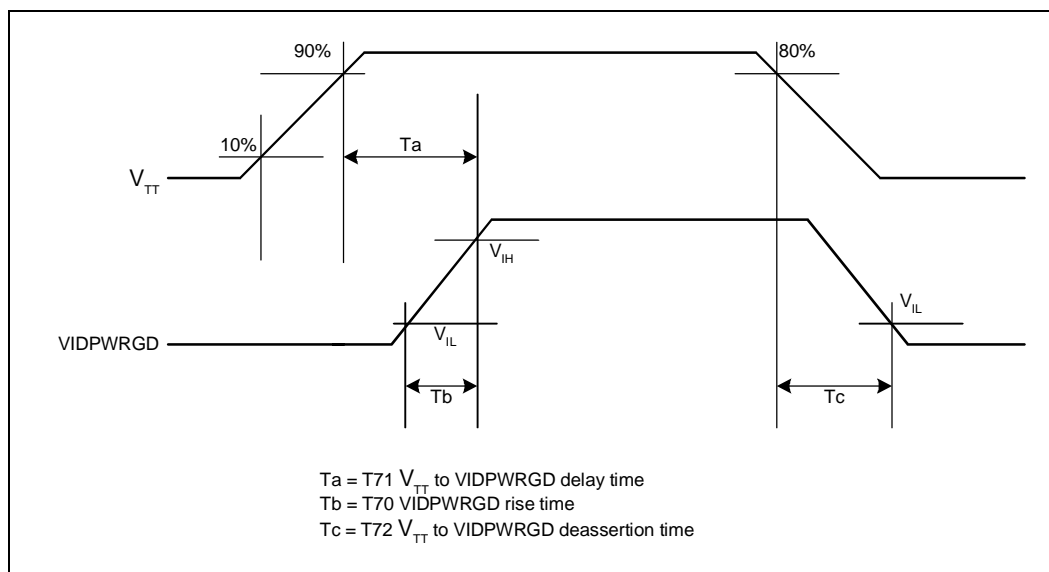 90%
80%
10%
Ta
V_TT
V_IH
V_IL
V_IL
VIDPWRGD
Tb
Tc
Ta = T71 V_TT to VIDPWRGD delay time
Tb = T70 VIDPWRGD rise time
Tc = T72 V_TT to VIDPWRGD deassertion time